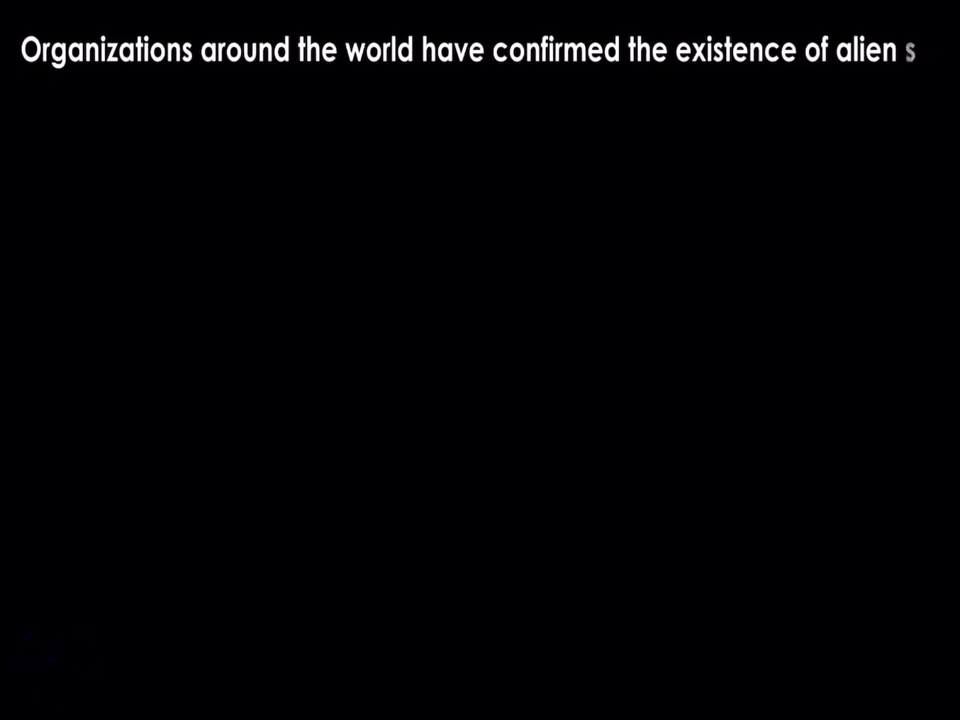 Organizations around the world have confirmed the existence of alien s